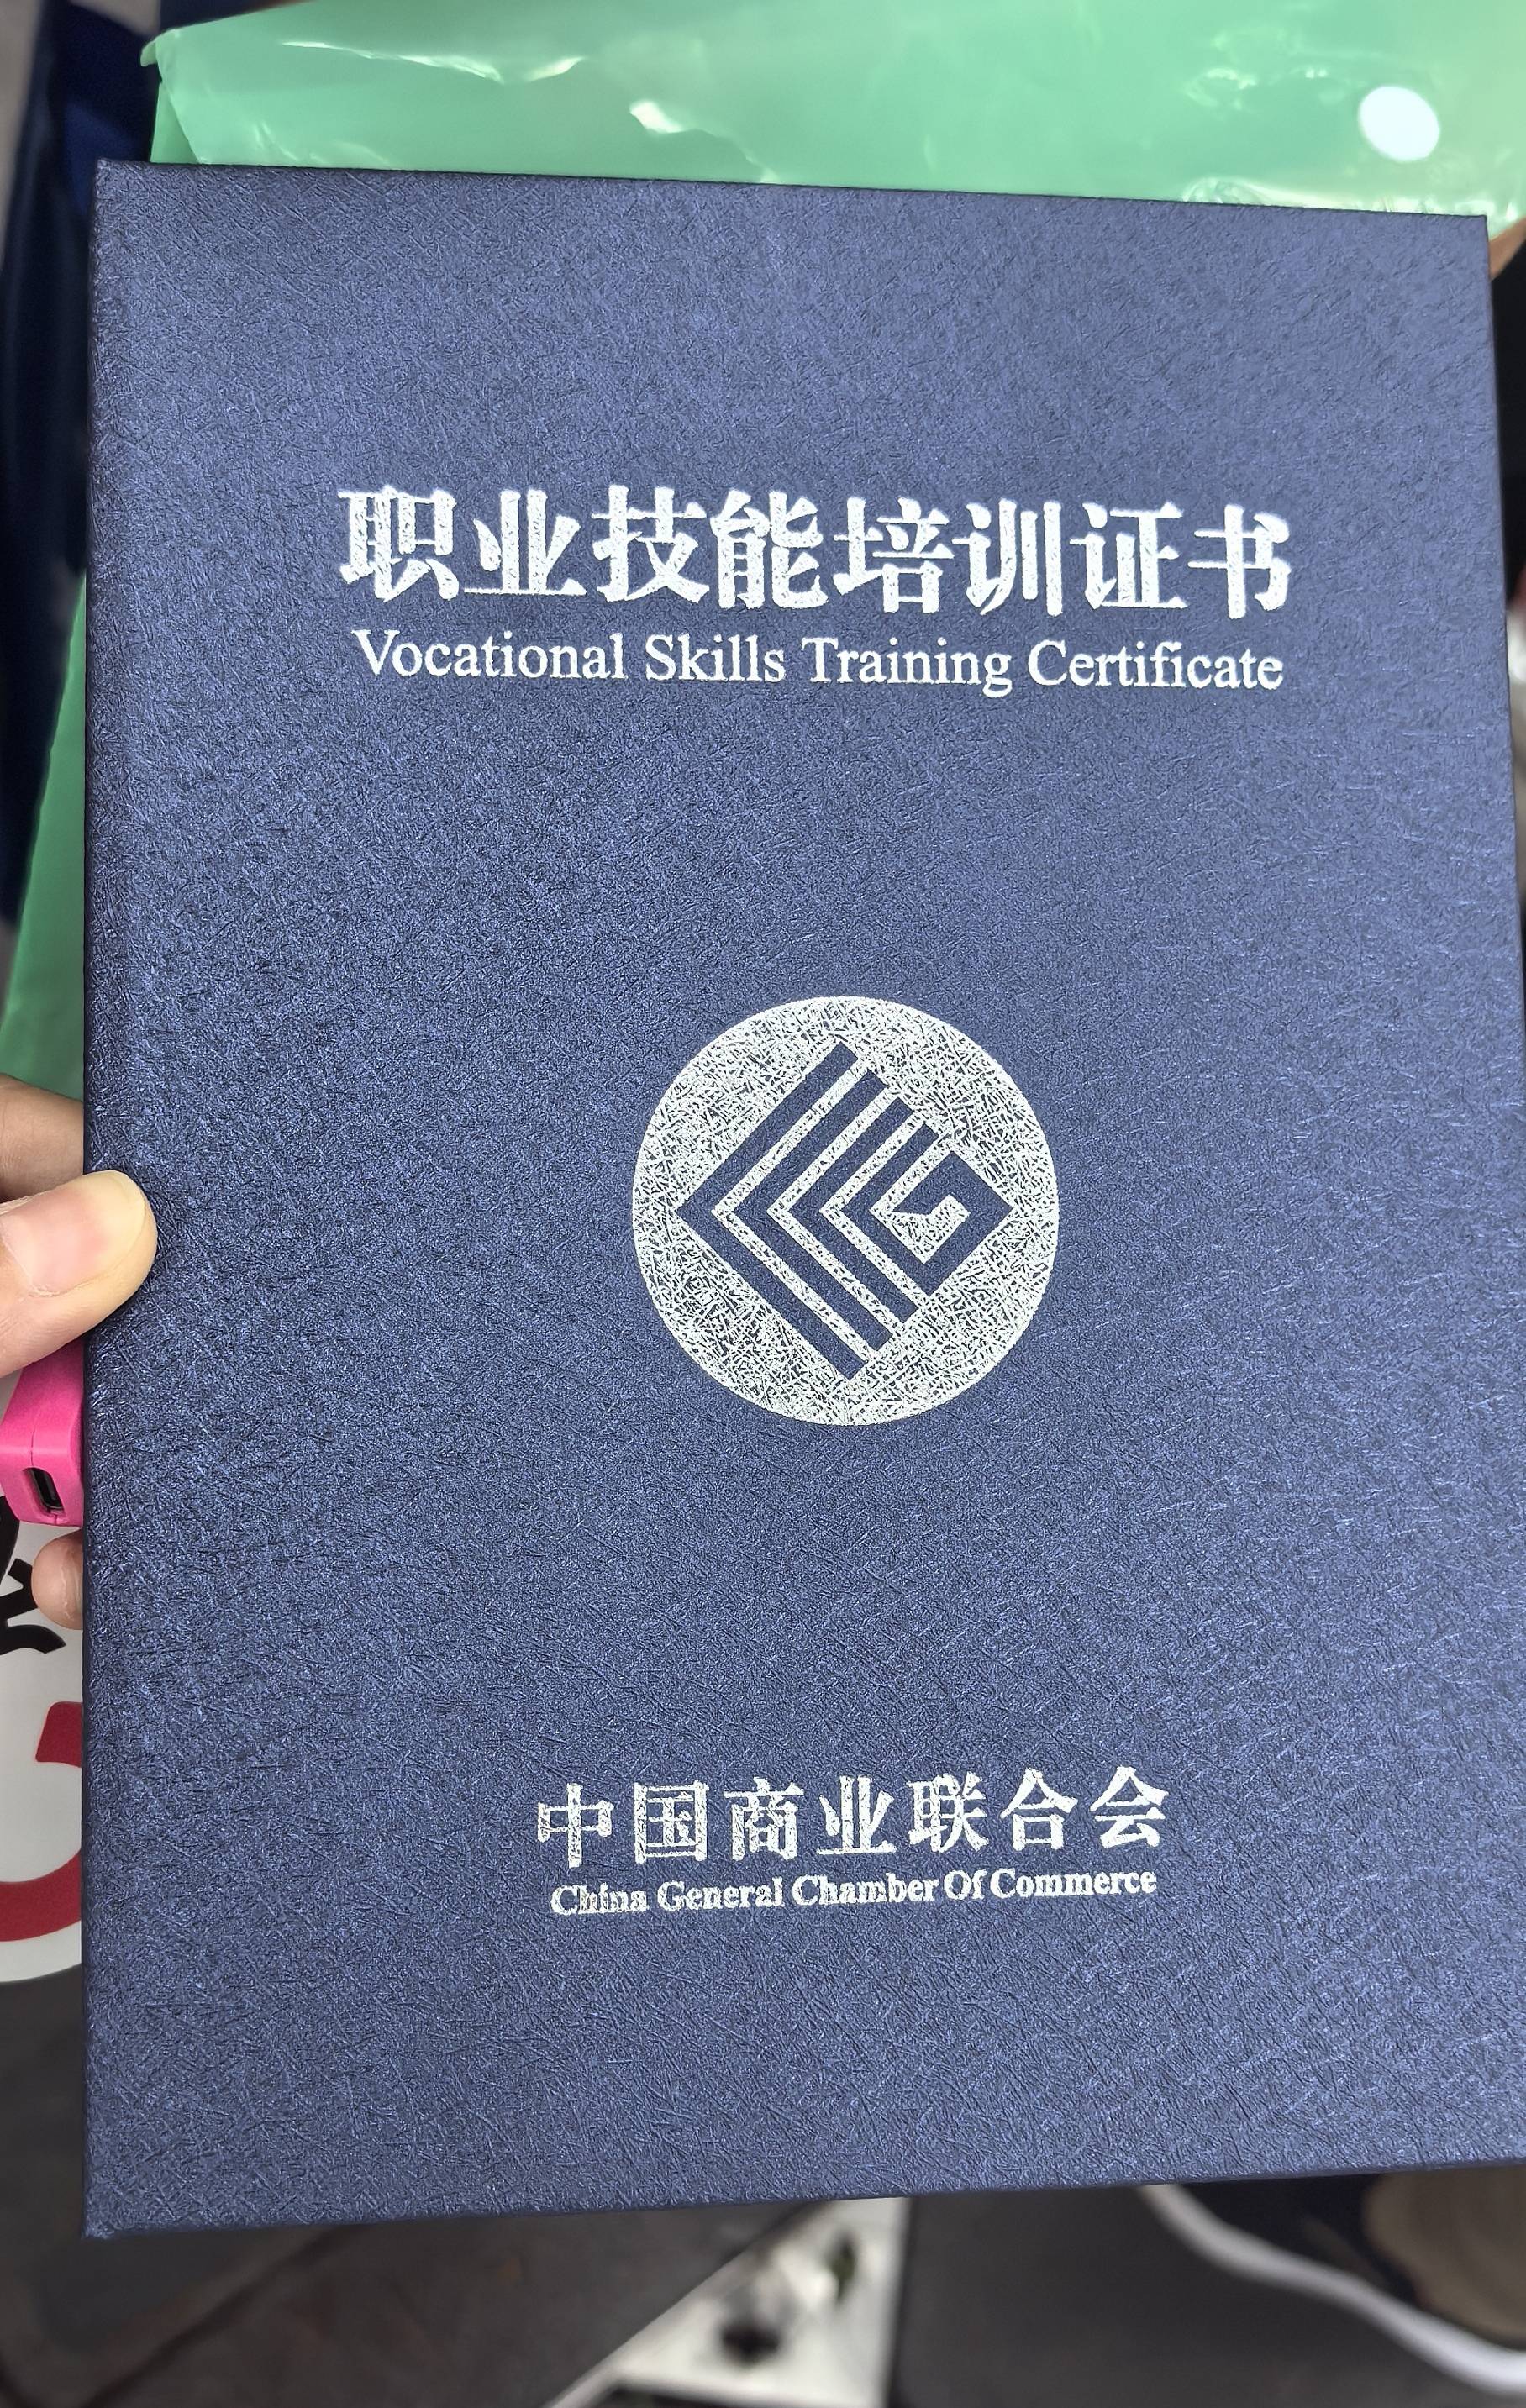 职业技能培训证书
Vocational Skills Training Certificate
中国商业联合会
China General Chamber Of Commerce